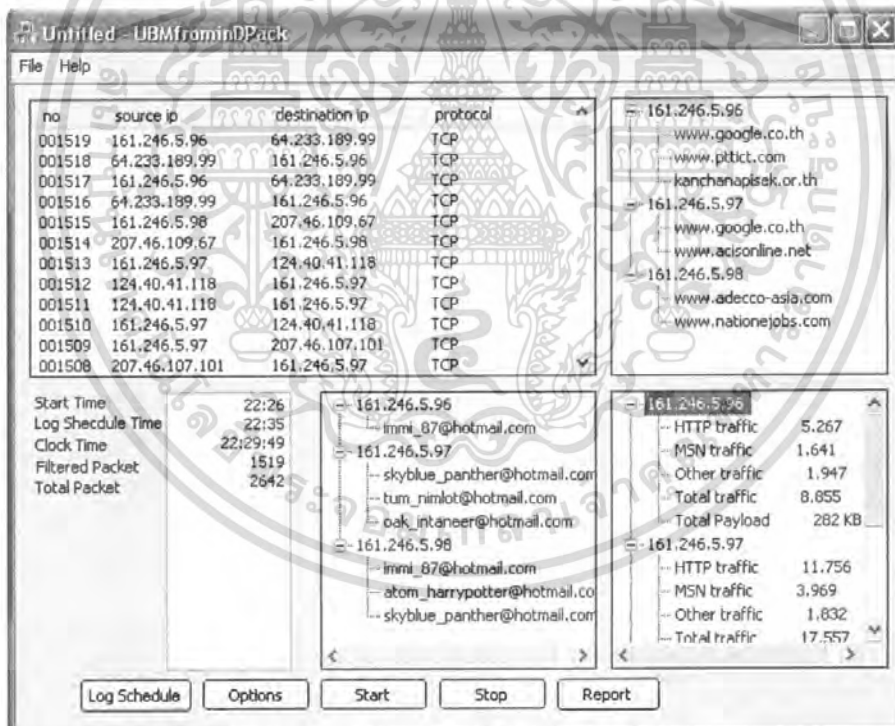 Untitled - UBMfrominDPack
File Help
no source ip destination ip protocol
001519 161.246.5.96 64.233.189.99 TCP
001518 64.233.189.99 161.246.5.96 TCP
001517 161.246.5.96 64.233.189.99 TCP
001516 64.233.189.99 161.246.5.96 TCP
001515 161.246.5.98 207.46.109.67 TCP
001514 207.46.109.67 161.246.5.98 TCP
001513 161.246.5.97 124.40.41.118 TCP
001512 124.40.41.118 161.246.5.97 TCP
001511 124.40.41.118 161.246.5.97 TCP
001510 161.246.5.97 124.40.41.118 TCP
001509 161.246.5.97 207.46.107.101 TCP
001508 207.46.107.101 161.246.5.97 TCP
161.246.5.96
www.google.co.th
www.pttict.com
kanchanapisek.or.th
161.246.5.97
www.google.co.th
www.acisonline.net
161.246.5.98
www.adecco-asia.com
www.nationejobs.com
Start Time 22:26
Log Shecdule Time 22:35
Clock Time 22:29:49
Filtered Packet 1519
Total Packet 2642
161.246.5.96
immi_87@hotmail.com
161.246.5.97
skyblue_panther@hotmail.com
tum_nimlot@hotmail.com
oak_intaneer@hotmail.com
161.246.5.98
immi_87@hotmail.com
atom_harrypotter@hotmail.co
skyblue_panther@hotmail.com
161.246.5.96
HTTP traffic 5.267
MSN traffic 1.641
Other traffic 1.947
Total traffic 8.855
Total Payload 282 KB
161.246.5.97
HTTP traffic 11.756
MSN traffic 3.969
Other traffic 1.832
Total traffic 17.557
Log Schedule Options Start Stop Report